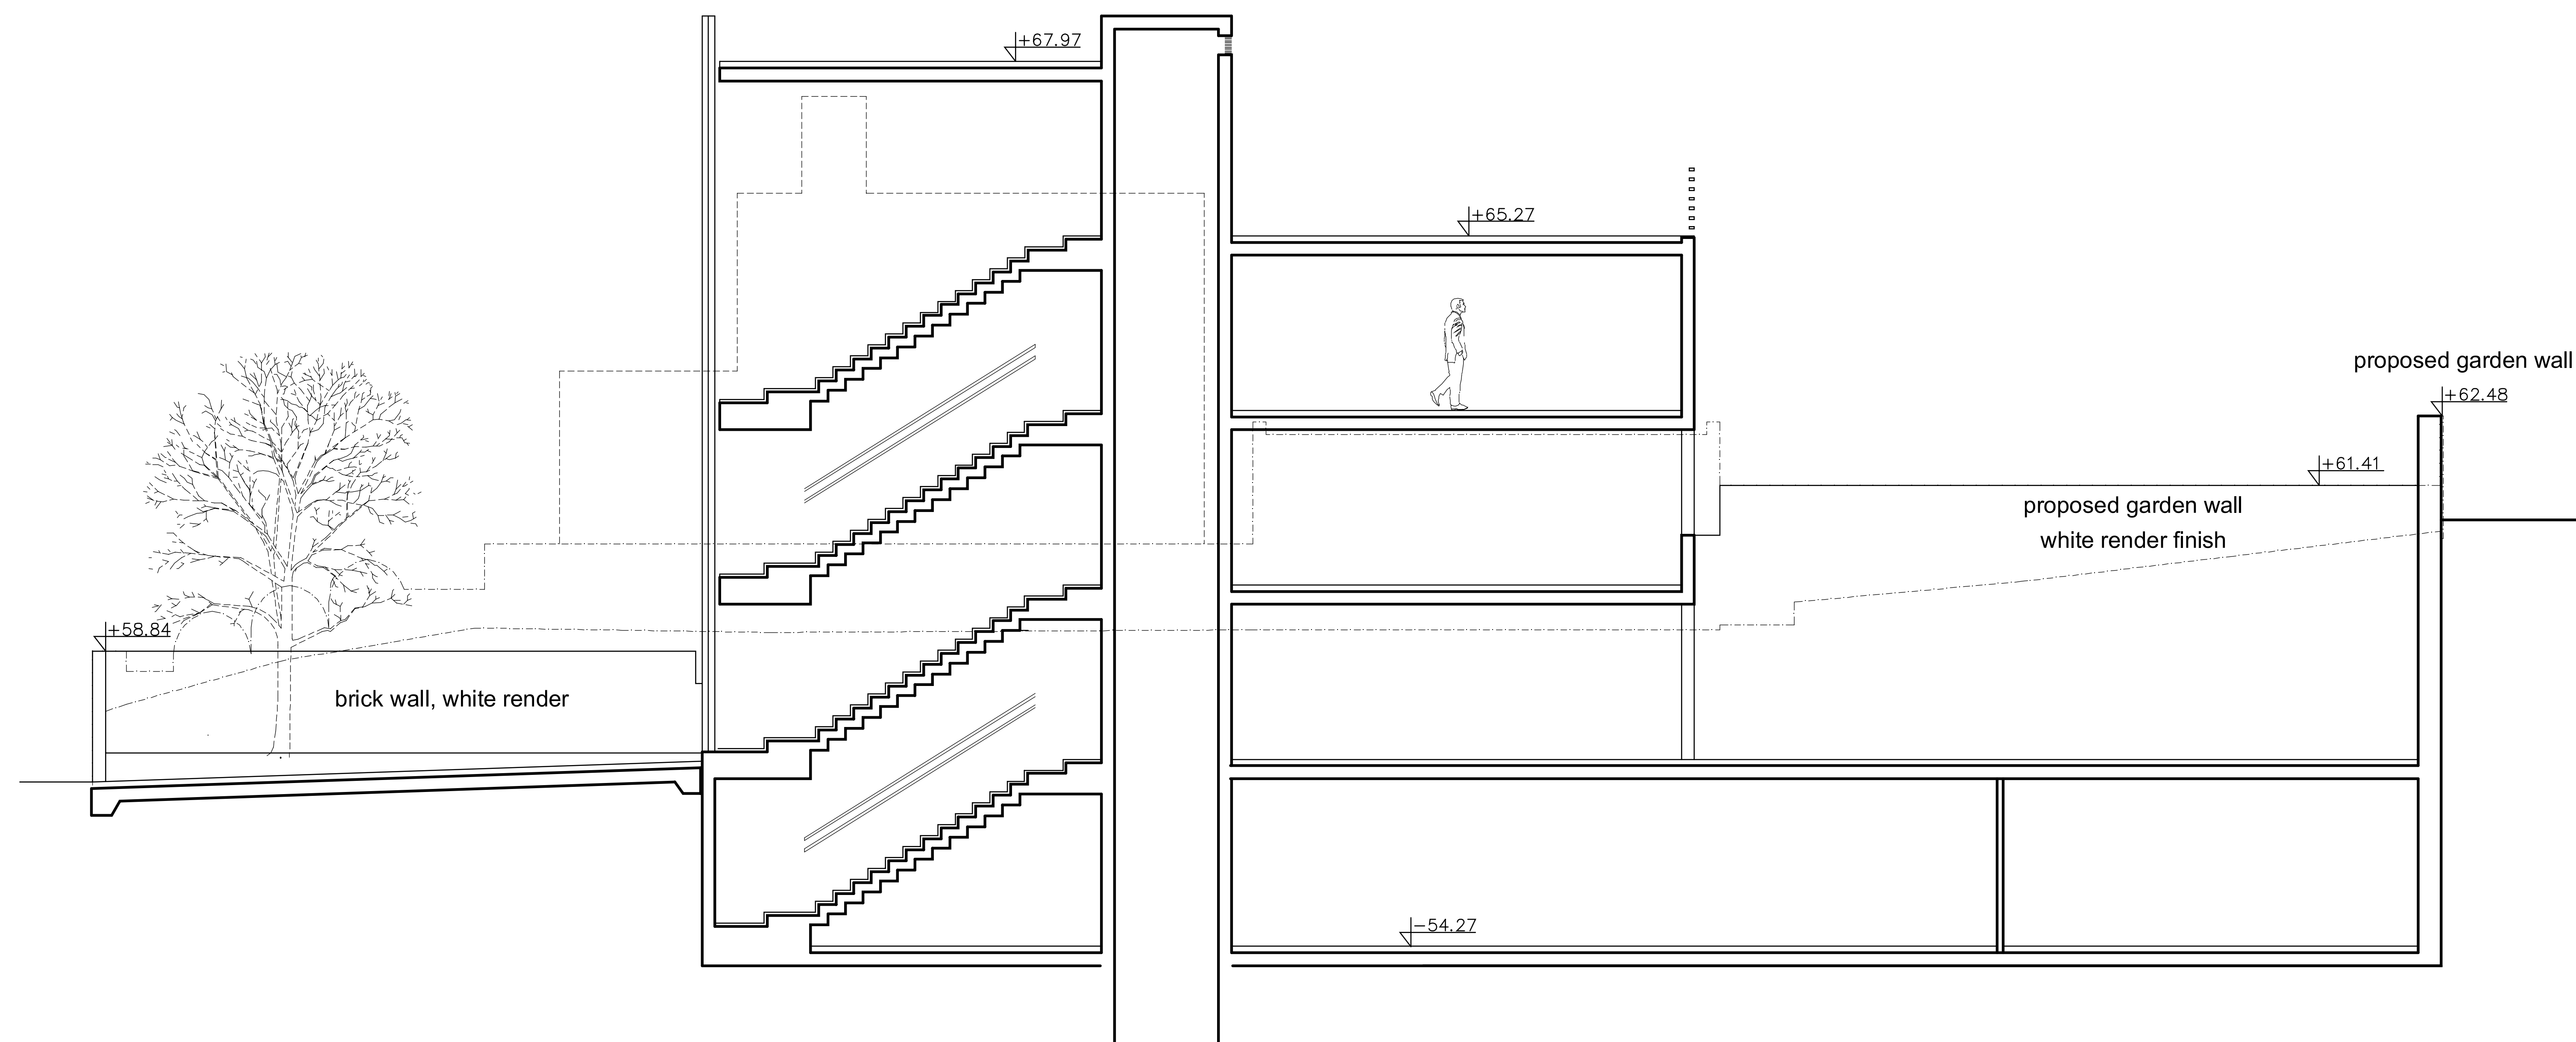 +67.97
+65.27
proposed garden wall
+62.48
+61.41
proposed garden wall
white render finish
+58.84
brick wall, white render
-54.27